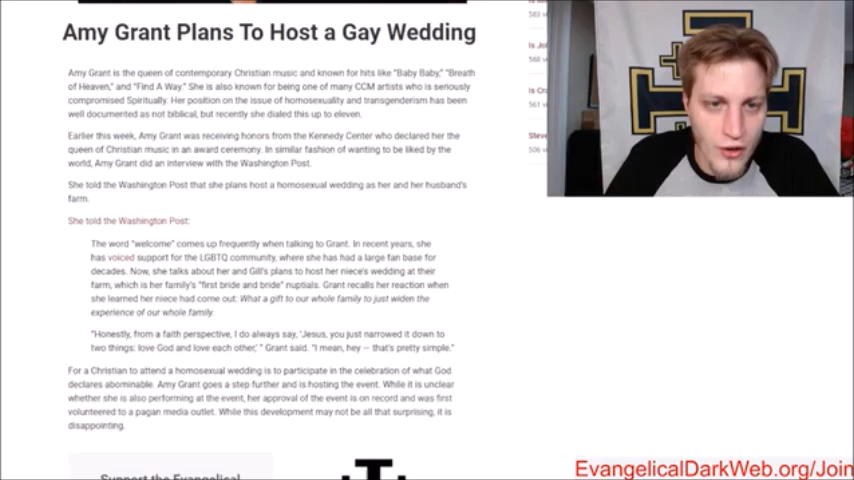 Amy Grant Plans To Host a Gay Wedding
Amy Grant is the queen of contemporary Christian music and known for hits like "Baby Baby," "Breath
of Heaven," and "Find A Way." She is also known for being one of many CCM artists who is seriously
compromised Spiritually. Her position on the issue of homosexuality and transgenderism has been
well documented as not biblical, but recently she dialed this up to eleven.
Earlier this week, Amy Grant was receiving honors from the Kennedy Center who declared her the
queen of Christian music in an award ceremony. In similar fashion of wanting to be liked by the
world, Amy Grant did an interview with the Washington Post.
She told the Washington Post that she plans host a homosexual wedding as her and her husband's
farm.
She told the Washington Post:
The word "welcome" comes up frequently when talking to Grant. In recent years, she
has voiced support for the LGBTQ community, where she has had a large fan base for
decades. Now, she talks about her and Gill's plans to host her niece's wedding at their
farm, which is her family's "first bride and bride" nuptials. Grant recalls her reaction when
she learned her niece had come out: What a gift to our whole family to just widen the
experience of our whole family.
"Honestly, from a faith perspective, I do always say, 'Jesus, you just narrowed it down to
two things: love God and love each other,' " Grant said. "I mean, hey — that's pretty simple."
For a Christian to attend a homosexual wedding is to participate in the celebration of what God
declares abominable. Amy Grant goes a step further and is hosting the event. While it is unclear
whether she is also performing at the event, her approval of the event is on record and was first
volunteered to a pagan media outlet. While this development may not be all that surprising, it is
disappointing.
Support the Evangelical
583 v
Is Jo
568 v
Is Cr
561 v
Steve
506 v
EvangelicalDarkWeb.org/Join